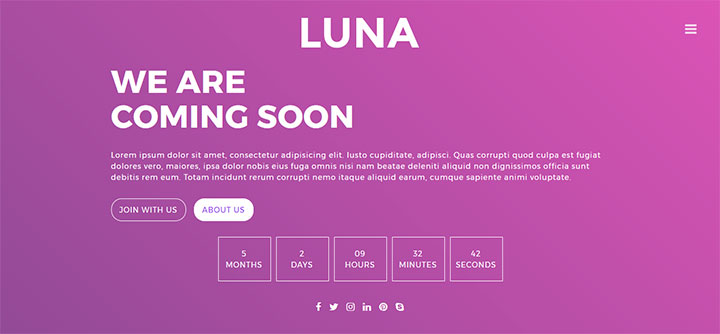 LUNA
WE ARE
COMING SOON
Lorem ipsum dolor sit amet, consectetur adipisicing elit. Iusto cupiditate, adipisci. Quas corrupti quod culpa est fugiat
dolores vero, maiores, ipsa dolor nobis eius fuga omnis nisi nam beatae deleniti aliquid non dignissimos officia sunt
debitis rem eum. Totam incidunt rerum corrupti nemo itaque aliquid earum, cumque sapiente animi voluptate.
JOIN WITH US ABOUT US
5 2 09 32 42
MONTHS DAYS HOURS MINUTES SECONDS